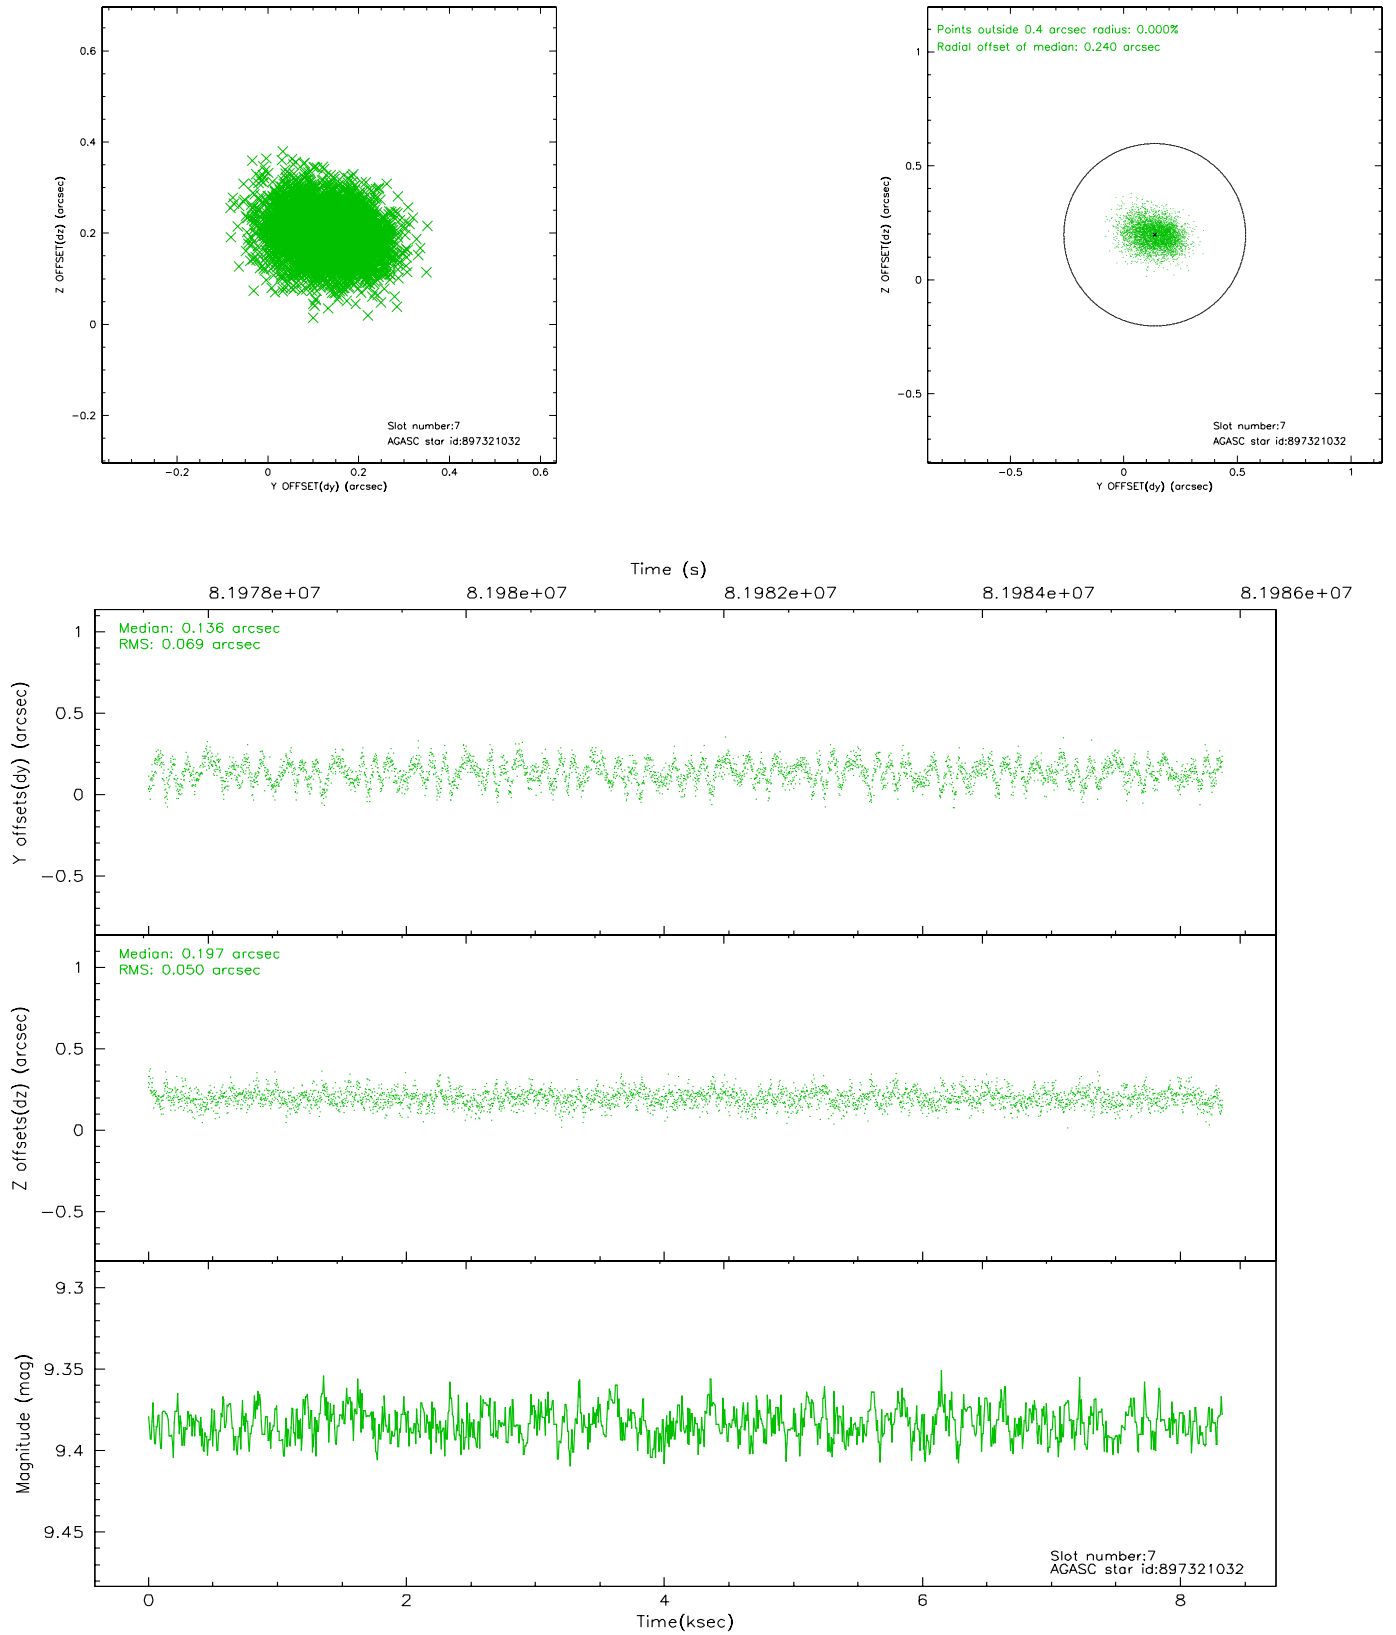 0.6
0.4
0.2
0
−0.2
Z OFFSET(dz) (arcsec)
Slot number:7
AGASC star id:897321032
−0.2 0 0.2 0.4 0.6
Y OFFSET(dy) (arcsec)
Points outside 0.4 arcsec radius: 0.000%
Radial offset of median: 0.240 arcsec
1
0.5
0
−0.5
Z OFFSET(dz) (arcsec)
Slot number:7
AGASC star id:897321032
−0.5 0 0.5 1
Y OFFSET(dy) (arcsec)
Time (s)
8.1978e+07 8.198e+07 8.1982e+07 8.1984e+07 8.1986e+07
Median: 0.136 arcsec
RMS: 0.069 arcsec
1
0.5
0
−0.5
Y offsets(dy) (arcsec)
Median: 0.197 arcsec
RMS: 0.050 arcsec
1
0.5
0
−0.5
Z offsets(dz) (arcsec)
9.3
9.35
9.4
9.45
Magnitude (mag)
Slot number:7
AGASC star id:897321032
0 2 4 6 8
Time(ksec)